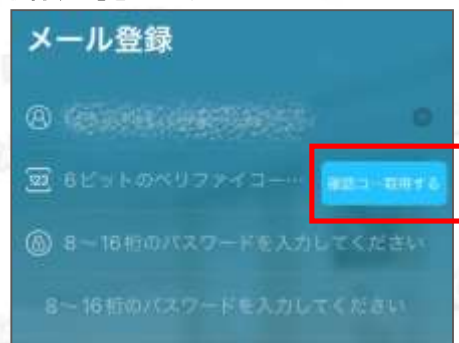 メール登録
123 6ビットのベリファイコー… 確認コー取得する
8～16桁のパスワードを入力してください
8～16桁のパスワードを入力してください